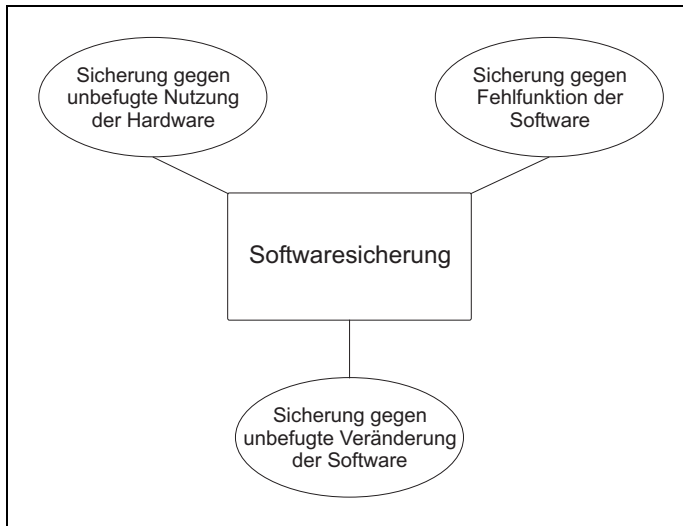 Sicherung gegen
unbefugte Nutzung
der Hardware
Sicherung gegen
Fehlfunktion der
Software
Softwaresicherung
Sicherung gegen
unbefugte Veränderung
der Software